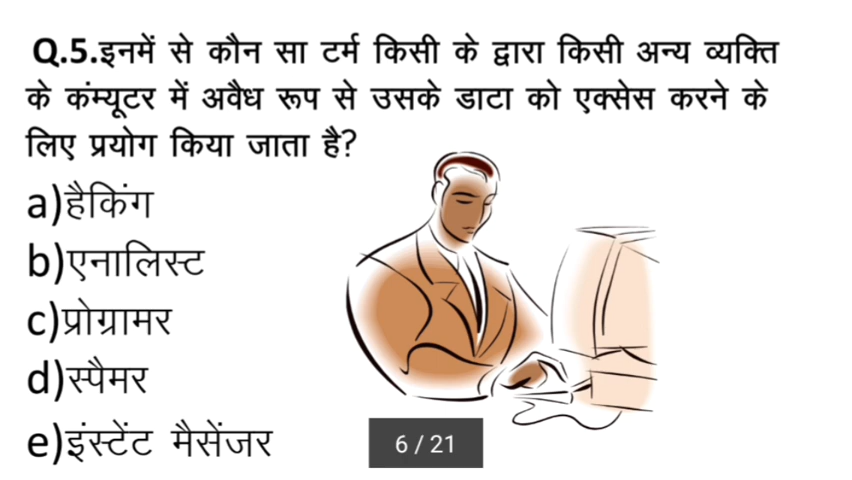 Q.5.इनमें से कौन सा टर्म किसी के द्वारा किसी अन्य व्यक्ति
के कंम्यूटर में अवैध रूप से उसके डाटा को एक्सेस करने के
लिए प्रयोग किया जाता है?
a)हैकिंग
b)एनालिस्ट
c)प्रोग्रामर
d)स्पैमर
e)इंस्टेंट मैसेंजर
6 / 21